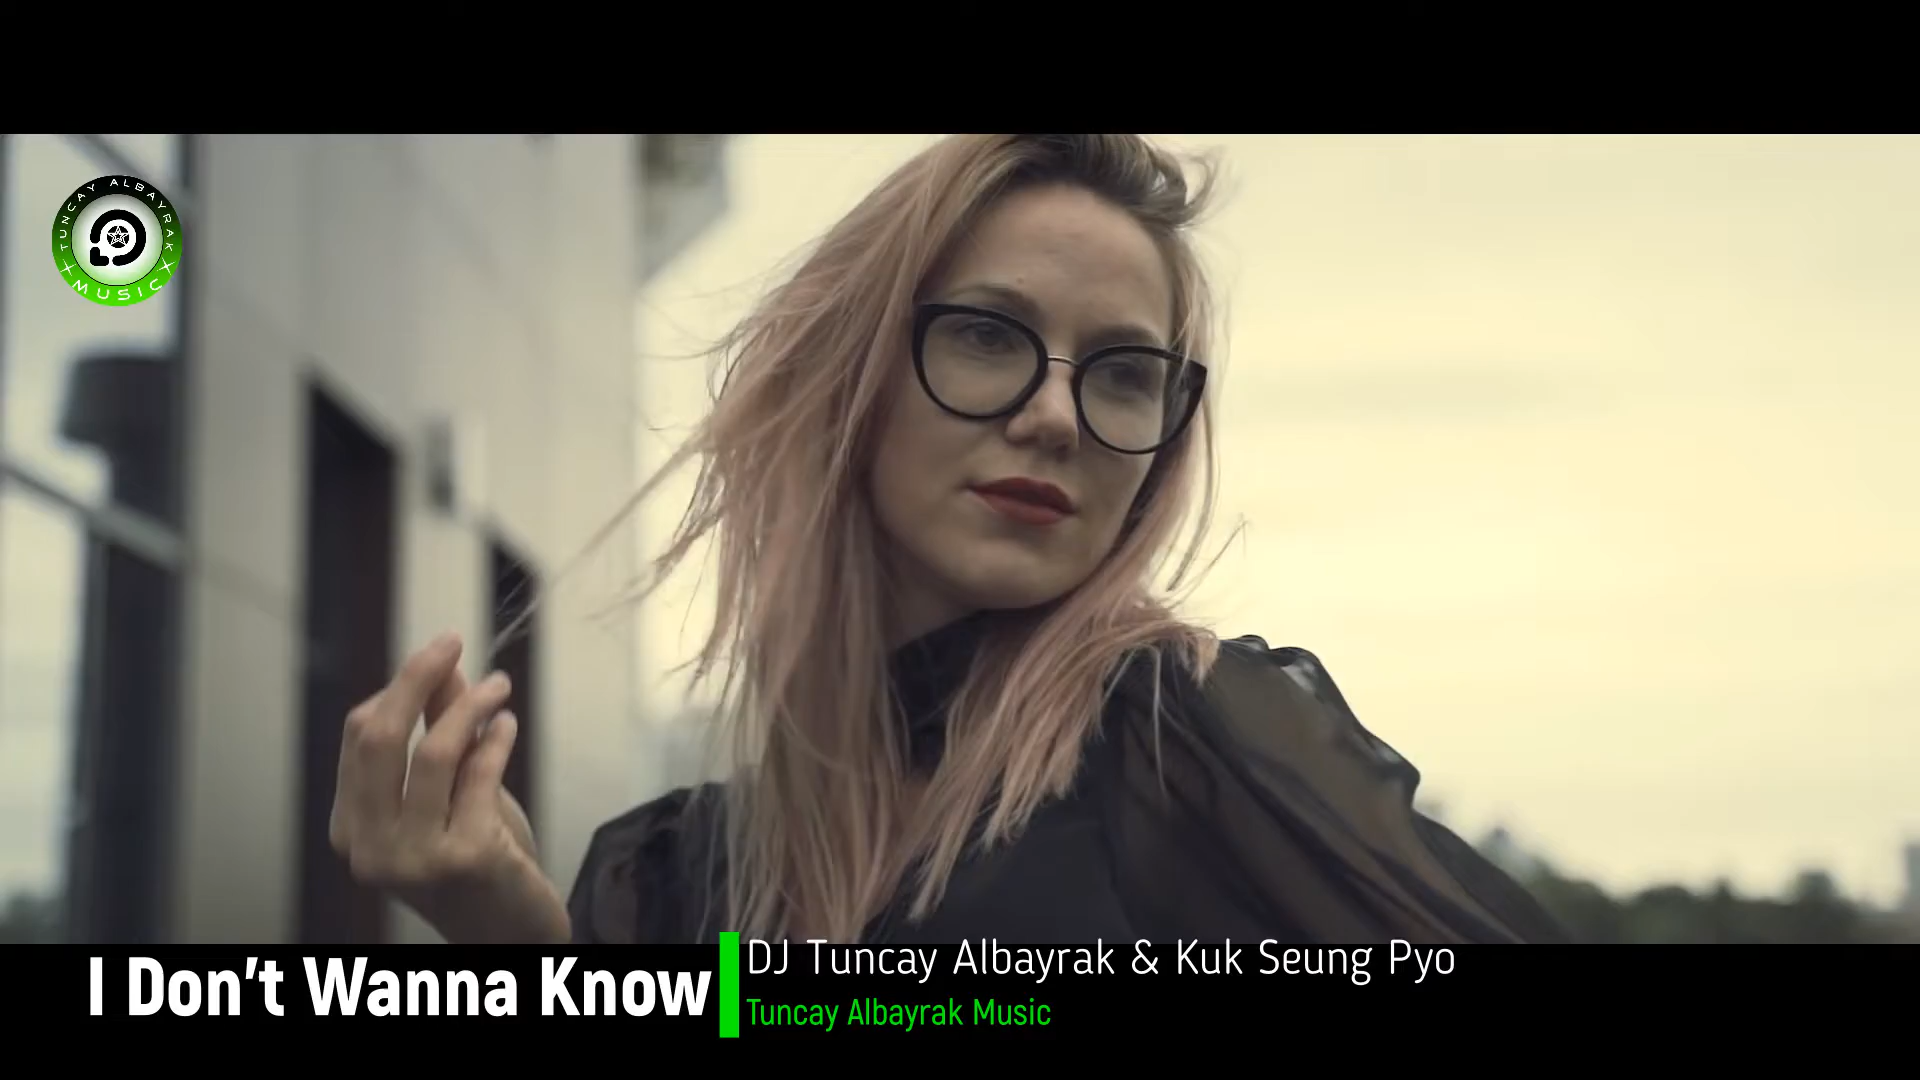 TUNCAY ALBAYRAK
MUSIC
I Don't Wanna Know
DJ Tuncay Albayrak & Kuk Seung Pyo
Tuncay Albayrak Music